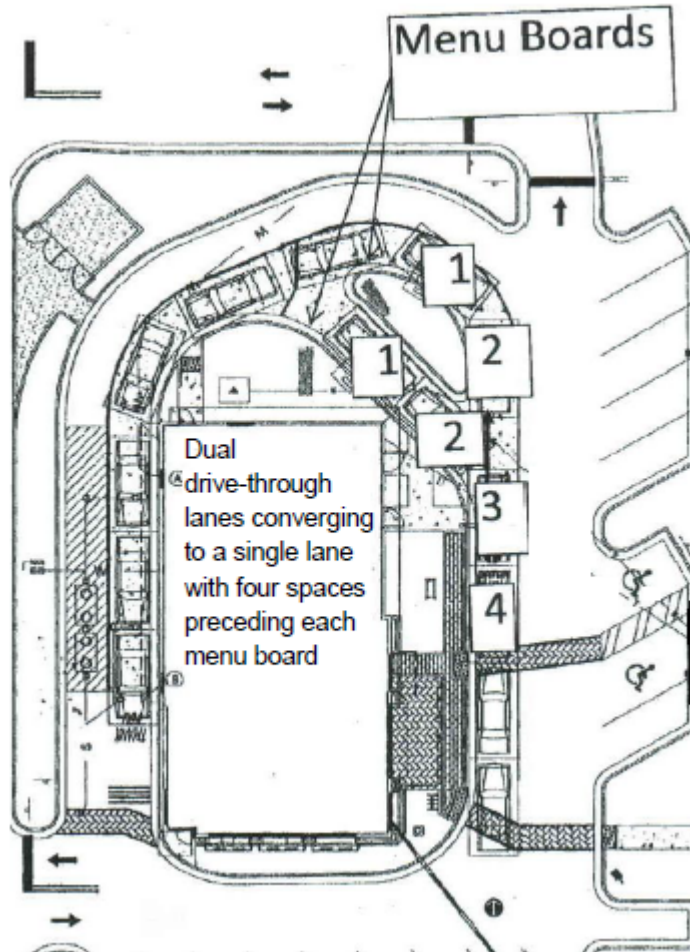 Menu Boards
M
1
2
1
2
3
4
Dual
drive-through
lanes converging
to a single lane
with four spaces
preceding each
menu board
A
B